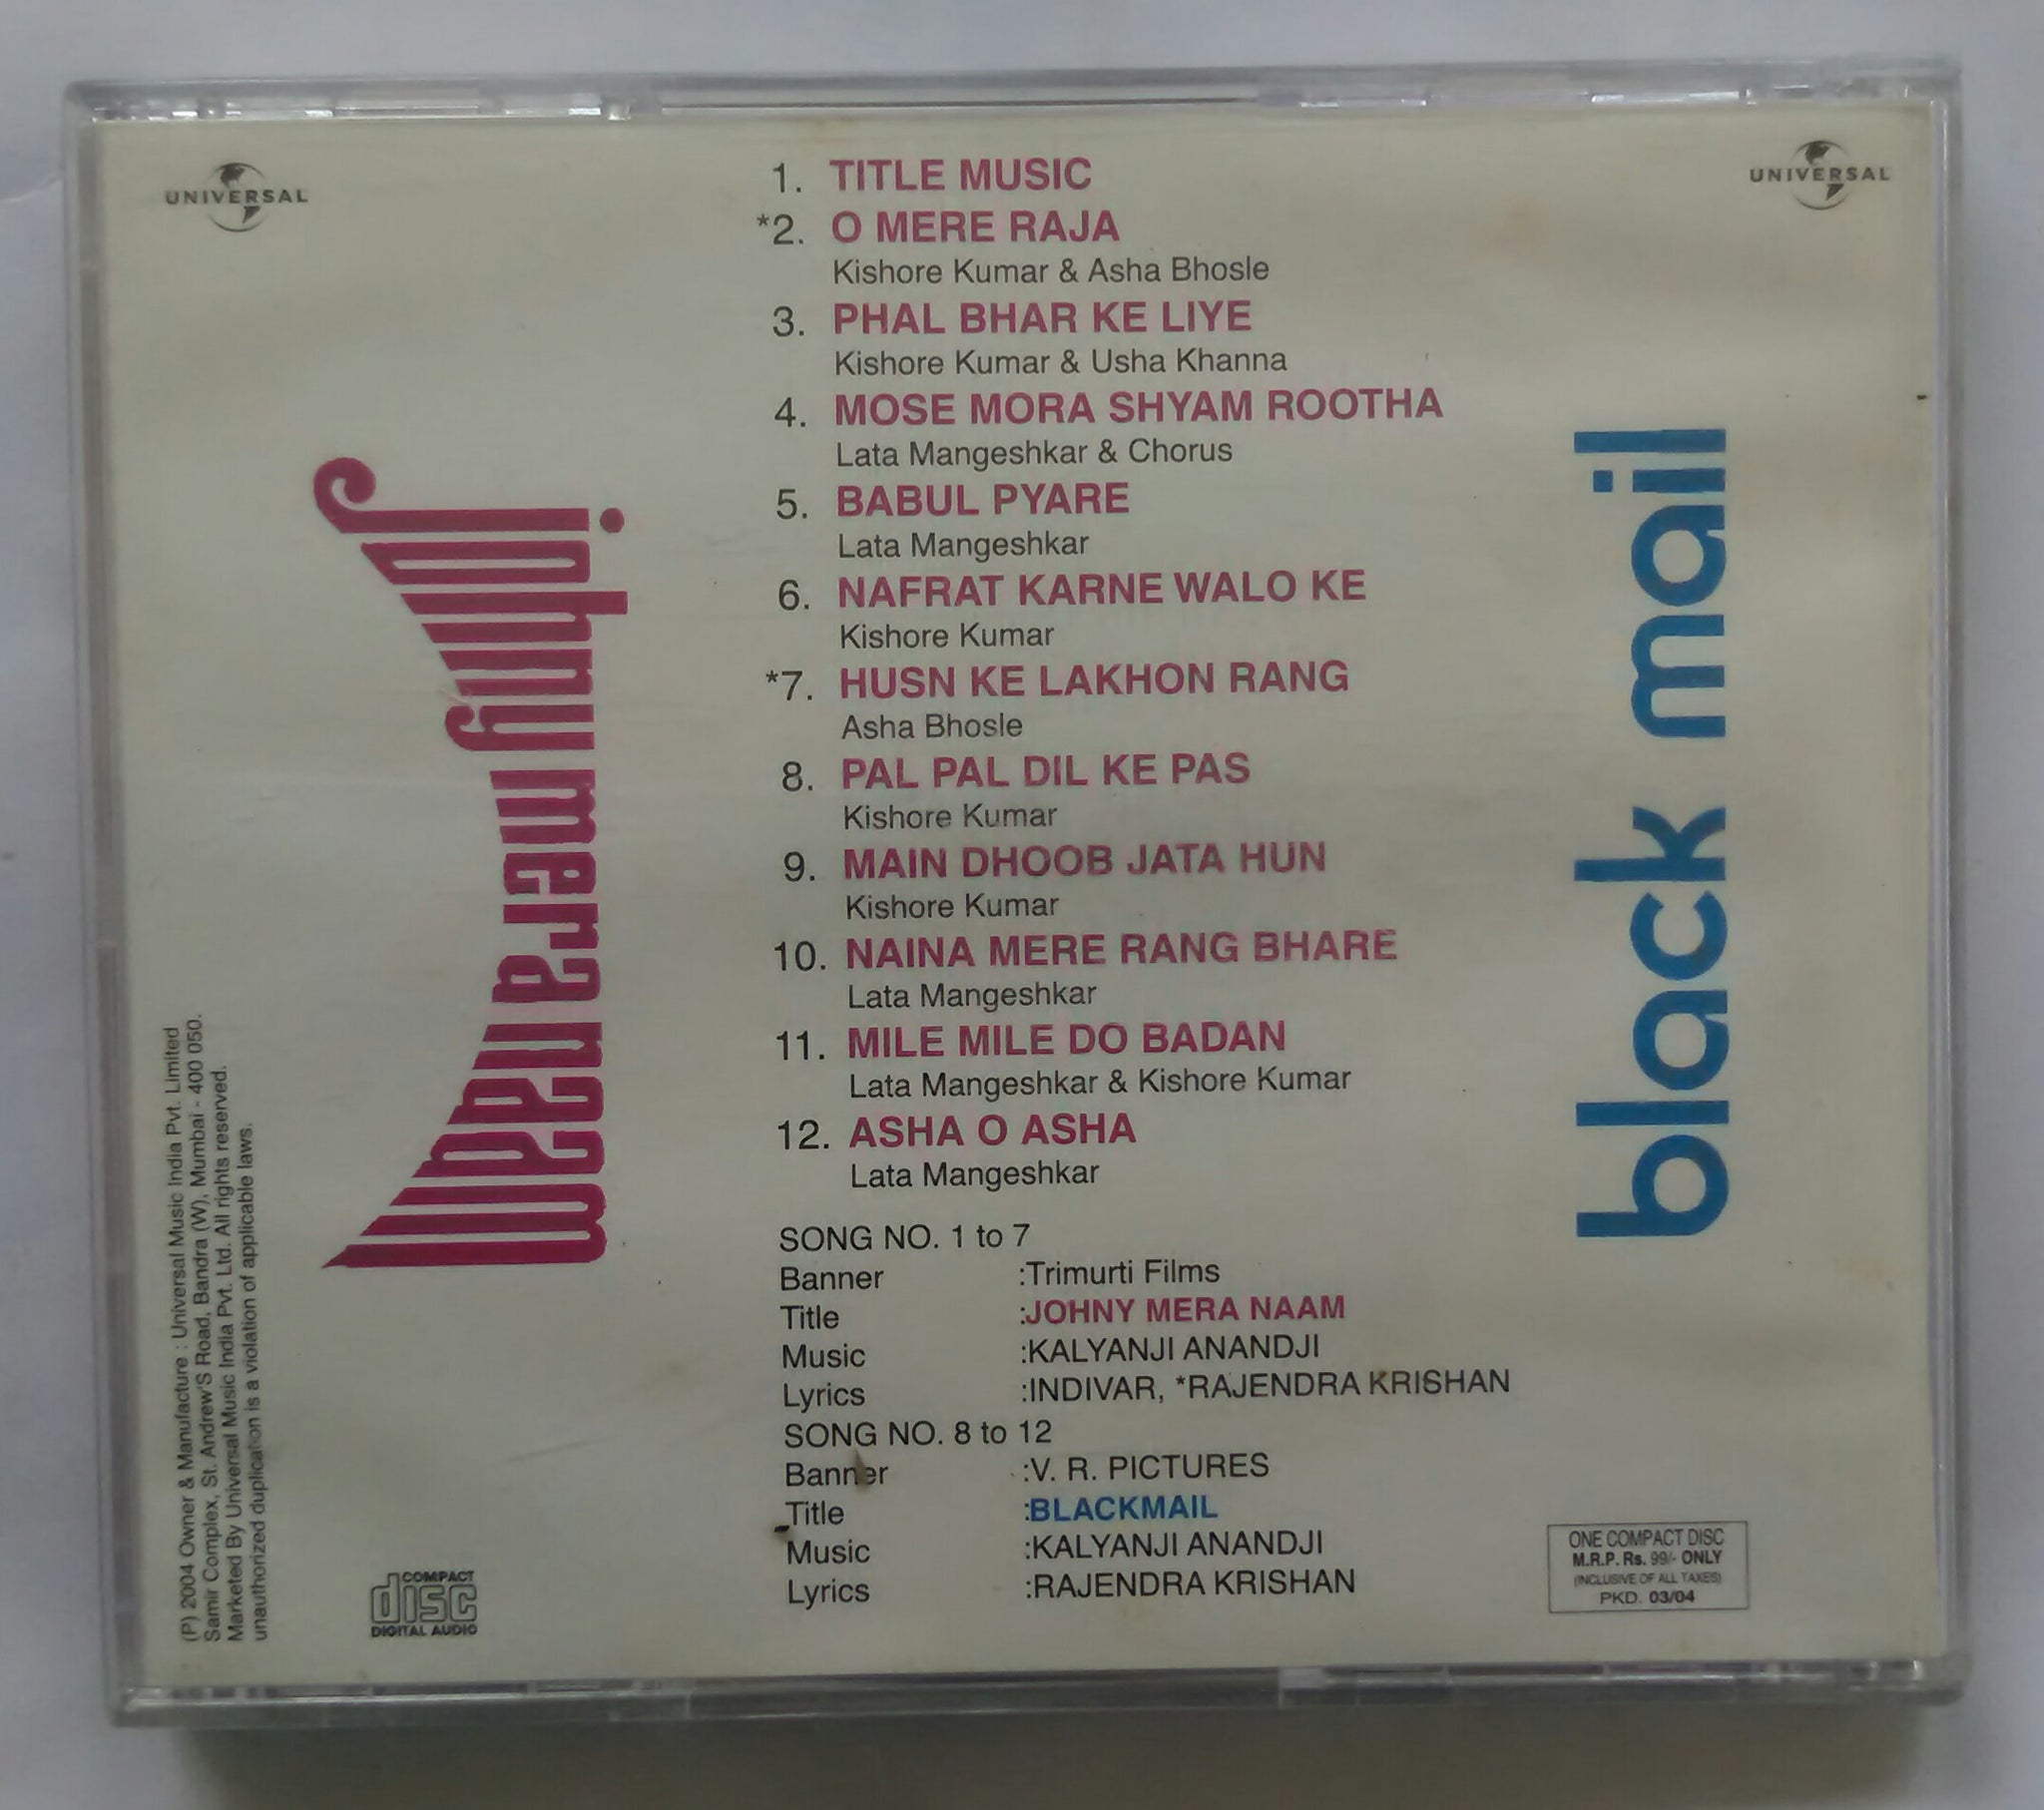 UNIVERSAL
UNIVERSAL
johny mera naam
1. TITLE MUSIC
*2. O MERE RAJA
Kishore Kumar & Asha Bhosle
3. PHAL BHAR KE LIYE
Kishore Kumar & Usha Khanna
4. MOSE MORA SHYAM ROOTHA
Lata Mangeshkar & Chorus
5. BABUL PYARE
Lata Mangeshkar
6. NAFRAT KARNE WALO KE
Kishore Kumar
*7. HUSN KE LAKHON RANG
Asha Bhosle
8. PAL PAL DIL KE PAS
Kishore Kumar
9. MAIN DHOOB JATA HUN
Kishore Kumar
10. NAINA MERE RANG BHARE
Lata Mangeshkar
11. MILE MILE DO BADAN
Lata Mangeshkar & Kishore Kumar
12. ASHA O ASHA
Lata Mangeshkar
SONG NO. 1 to 7
Banner :Trimurti Films
Title :JOHNY MERA NAAM
Music :KALYANJI ANANDJI
Lyrics :INDIVAR, *RAJENDRA KRISHAN
SONG NO. 8 to 12
Banner :V. R. PICTURES
Title :BLACKMAIL
Music :KALYANJI ANANDJI
Lyrics :RAJENDRA KRISHAN
black mail
(P) 2004 Owner & Manufacture : Universal Music India Pvt. Limited
Samir Complex, St. Andrew'S Road, Bandra (W), Mumbai - 400 050.
Marketed By Universal Music India Pvt. Ltd. All rights reserved.
unauthorized duplication is a violation of applicable laws.
COMPACT
disc
DIGITAL AUDIO
ONE COMPACT DISC
M.R.P. Rs. 99/- ONLY
(INCLUSIVE OF ALL TAXES)
PKD. 03/04